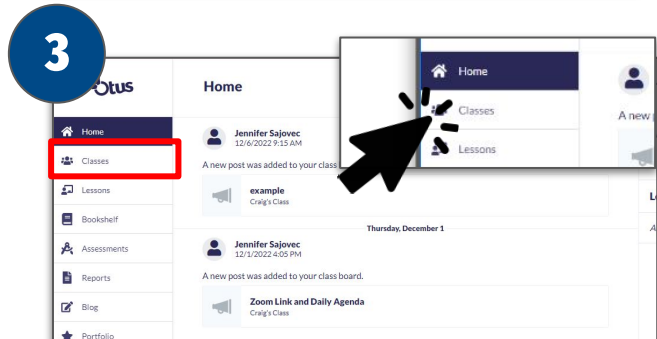 3
Otus
Home
Home
Classes
Lessons
Bookshelf
Assessments
Reports
Blog
Portfolio
Jennifer Sajovec
12/6/2022 9:15 AM
A new post was added to your class
example
Craig's Class
Thursday, December 1
Jennifer Sajovec
12/1/2022 4:05 PM
A new post was added to your class board.
Zoom Link and Daily Agenda
Craig's Class
Home
Classes
Lessons
A new